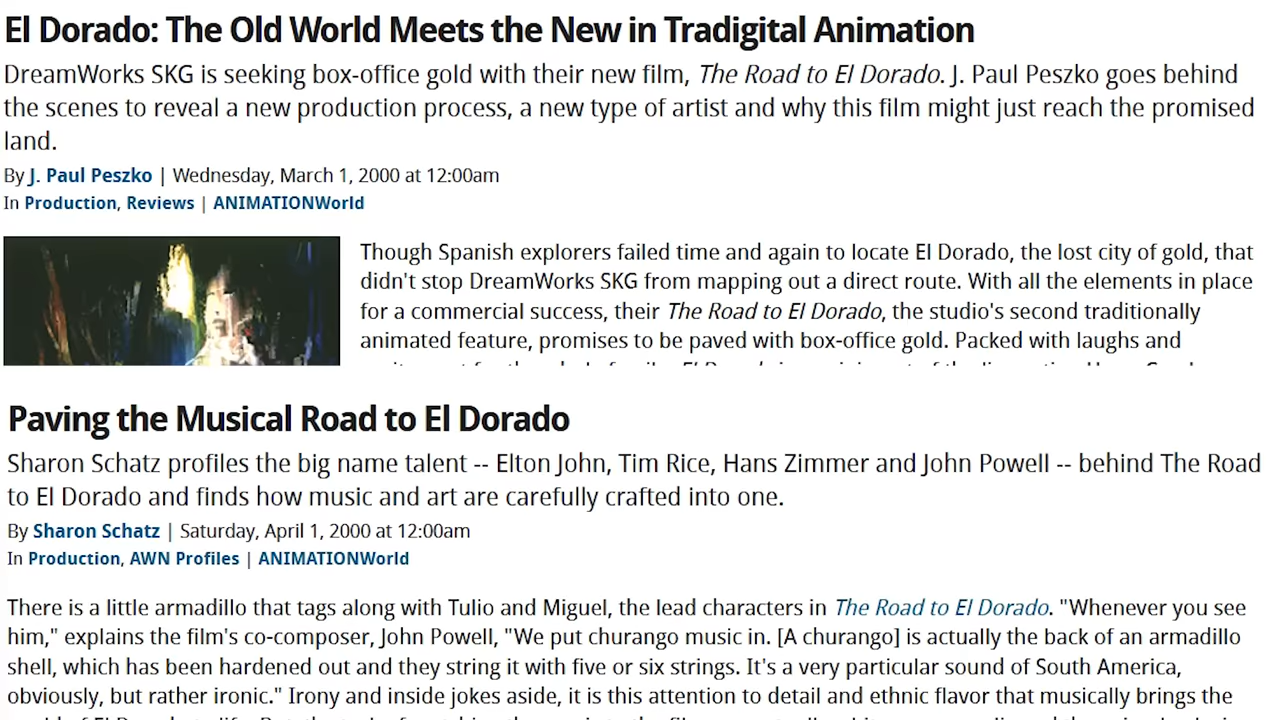 El Dorado: The Old World Meets the New in Tradigital Animation
DreamWorks SKG is seeking box-office gold with their new film, The Road to El Dorado. J. Paul Peszko goes behind
the scenes to reveal a new production process, a new type of artist and why this film might just reach the promised
land.
By J. Paul Peszko | Wednesday, March 1, 2000 at 12:00am
In Production, Reviews | ANIMATIONWorld
Though Spanish explorers failed time and again to locate El Dorado, the lost city of gold, that
didn't stop DreamWorks SKG from mapping out a direct route. With all the elements in place
for a commercial success, their The Road to El Dorado, the studio's second traditionally
animated feature, promises to be paved with box-office gold. Packed with laughs and
Paving the Musical Road to El Dorado
Sharon Schatz profiles the big name talent -- Elton John, Tim Rice, Hans Zimmer and John Powell -- behind The Road
to El Dorado and finds how music and art are carefully crafted into one.
By Sharon Schatz | Saturday, April 1, 2000 at 12:00am
In Production, AWN Profiles | ANIMATIONWorld
There is a little armadillo that tags along with Tulio and Miguel, the lead characters in The Road to El Dorado. "Whenever you see
him," explains the film's co-composer, John Powell, "We put churango music in. [A churango] is actually the back of an armadillo
shell, which has been hardened out and they string it with five or six strings. It's a very particular sound of South America,
obviously, but rather ironic." Irony and inside jokes aside, it is this attention to detail and ethnic flavor that musically brings the